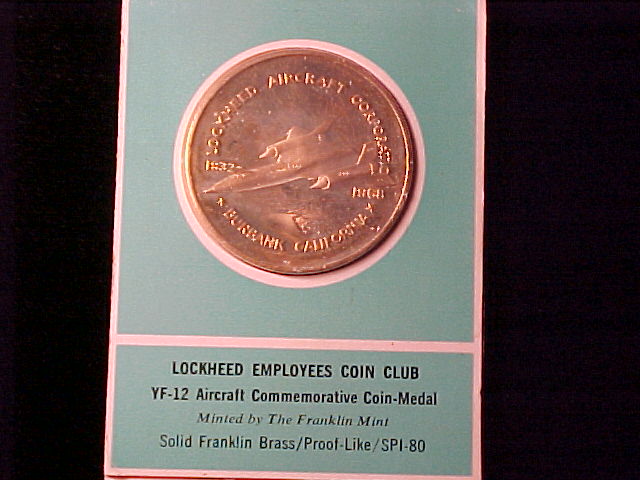 LOCKHEED AIRCRAFT CORPORATION
1932
1968
BURBANK CALIFORNIA
LOCKHEED EMPLOYEES COIN CLUB
YF-12 Aircraft Commemorative Coin-Medal
Minted by The Franklin Mint
Solid Franklin Brass/Proof-Like/SPI-80